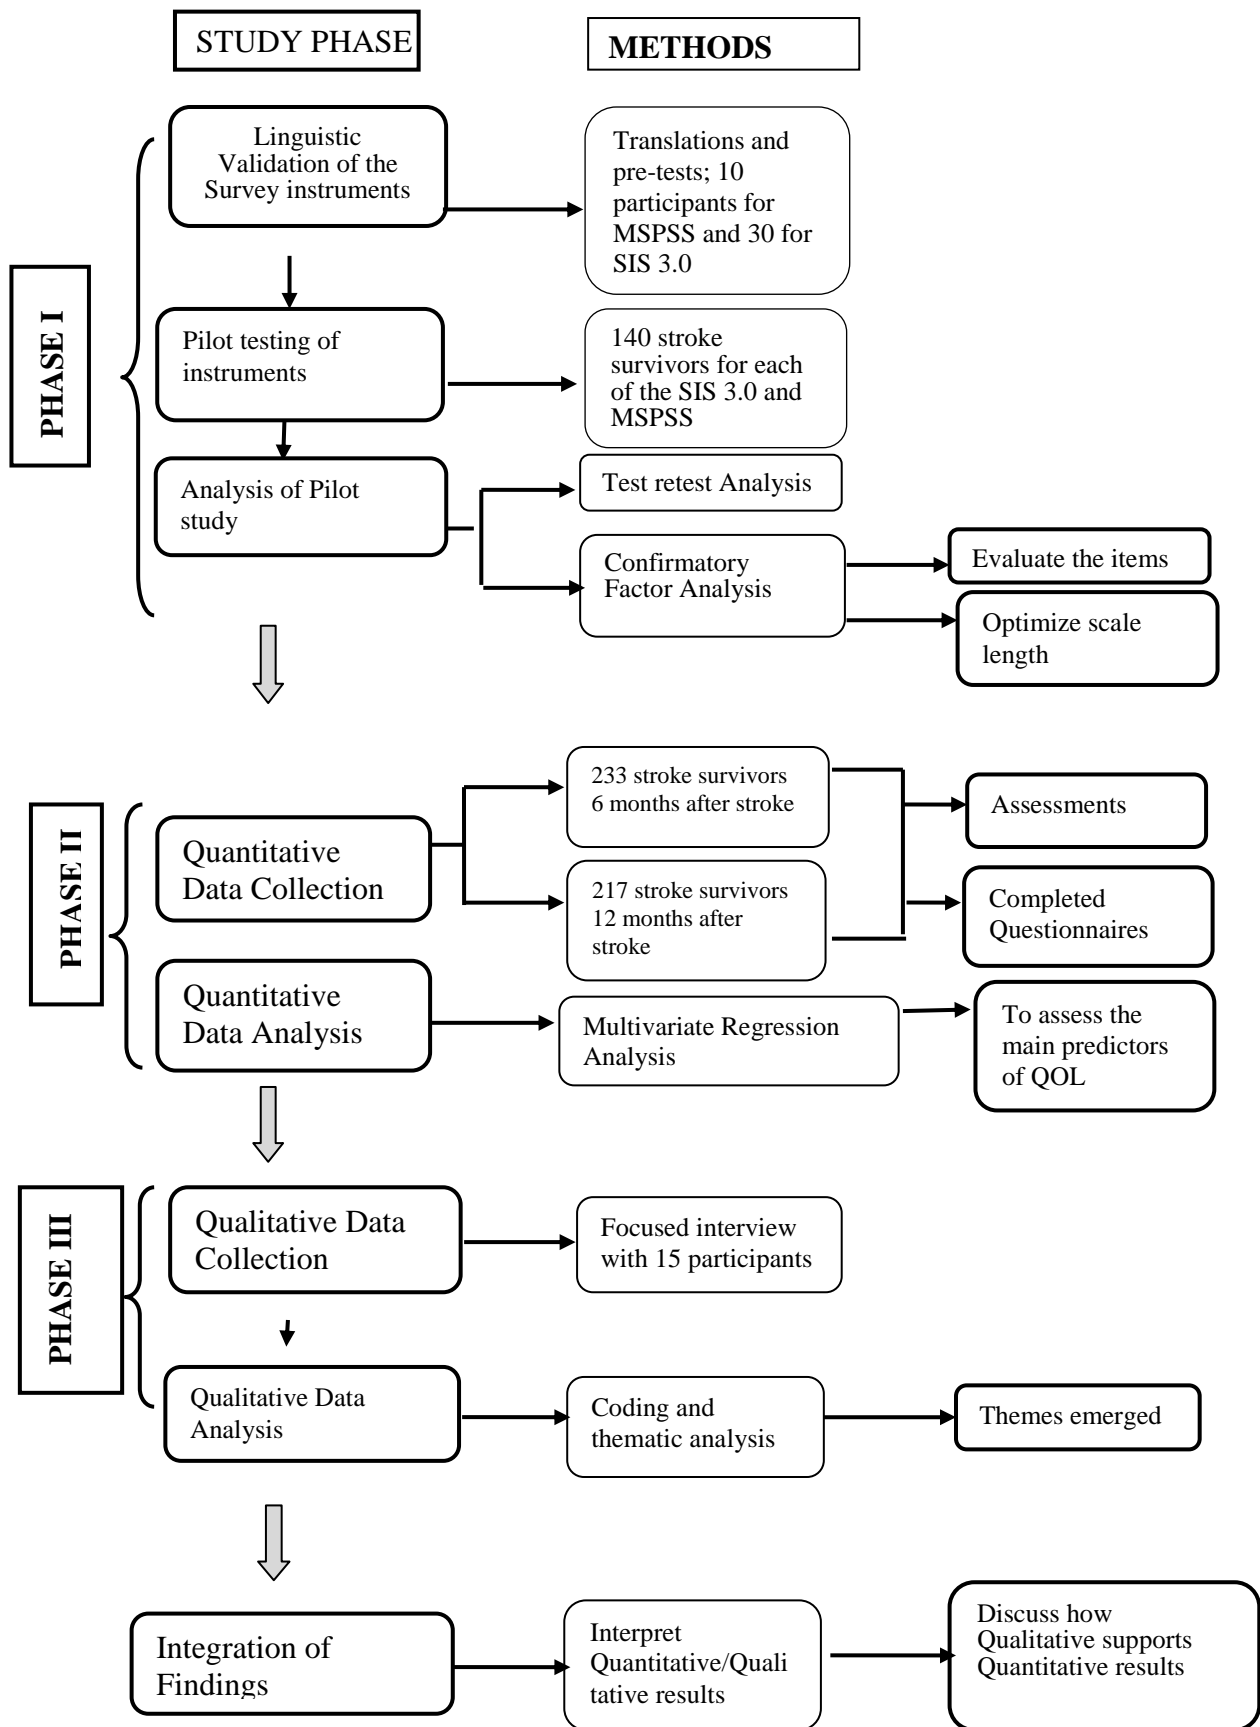 STUDY PHASE
METHODS
PHASE I
Linguistic
Validation of the
Survey instruments
Translations and
pre-tests; 10
participants for
MSPSS and 30 for
SIS 3.0
Pilot testing of
instruments
140 stroke
survivors for each
of the SIS 3.0 and
MSPSS
Analysis of Pilot
study
Test retest Analysis
Confirmatory
Factor Analysis
Evaluate the items
Optimize scale
length
PHASE II
Quantitative
Data Collection
233 stroke survivors
6 months after stroke
217 stroke survivors
12 months after
stroke
Assessments
Completed
Questionnaires
Quantitative
Data Analysis
Multivariate Regression
Analysis
To assess the
main predictors
of QOL
PHASE III
Qualitative Data
Collection
Focused interview
with 15 participants
Qualitative Data
Analysis
Coding and
thematic analysis
Themes emerged
Integration of
Findings
Interpret
Quantitative/Quali
tative results
Discuss how
Qualitative supports
Quantitative results